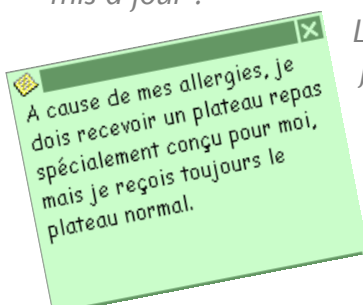 mis à jour !
A cause de mes allergies, je
dois recevoir un plateau repas
spécialement conçu pour moi,
mais je reçois toujours le
plateau normal.